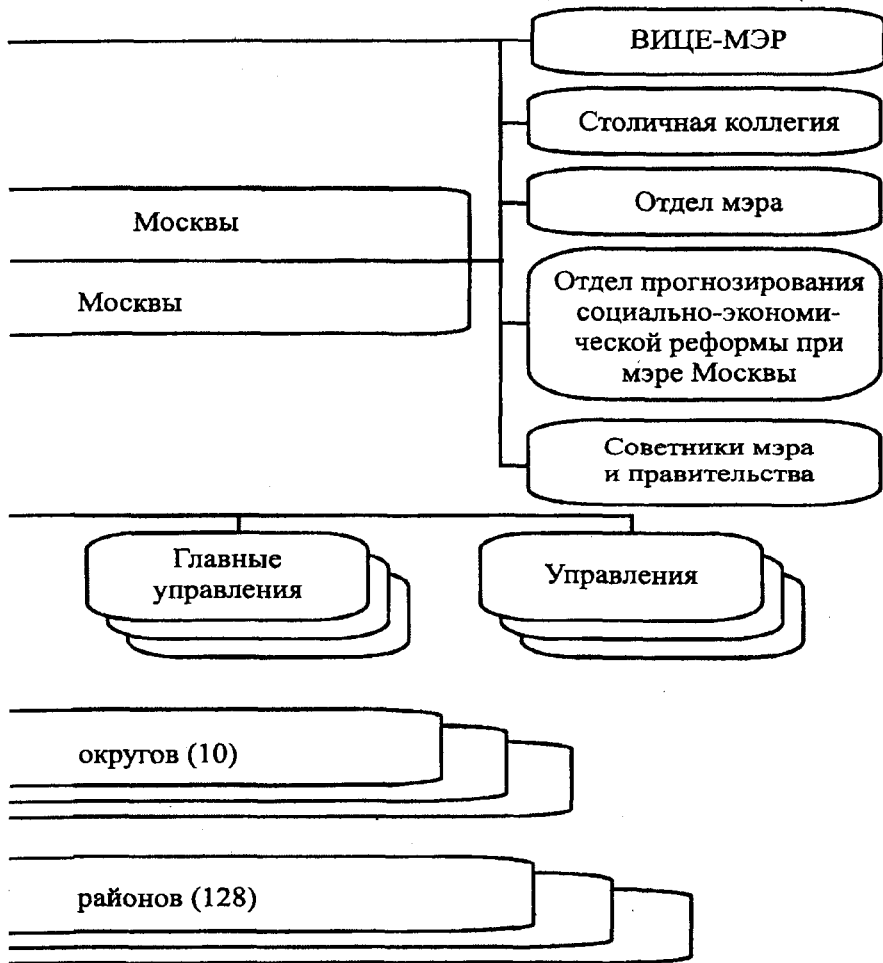 ВИЦЕ-МЭР
Столичная коллегия
Отдел мэра
Москвы
Москвы
Отдел прогнозирования
социально-экономи-
ческой реформы при
мэре Москвы
Советники мэра
и правительства
Главные
управления
Управления
округов (10)
районов (128)